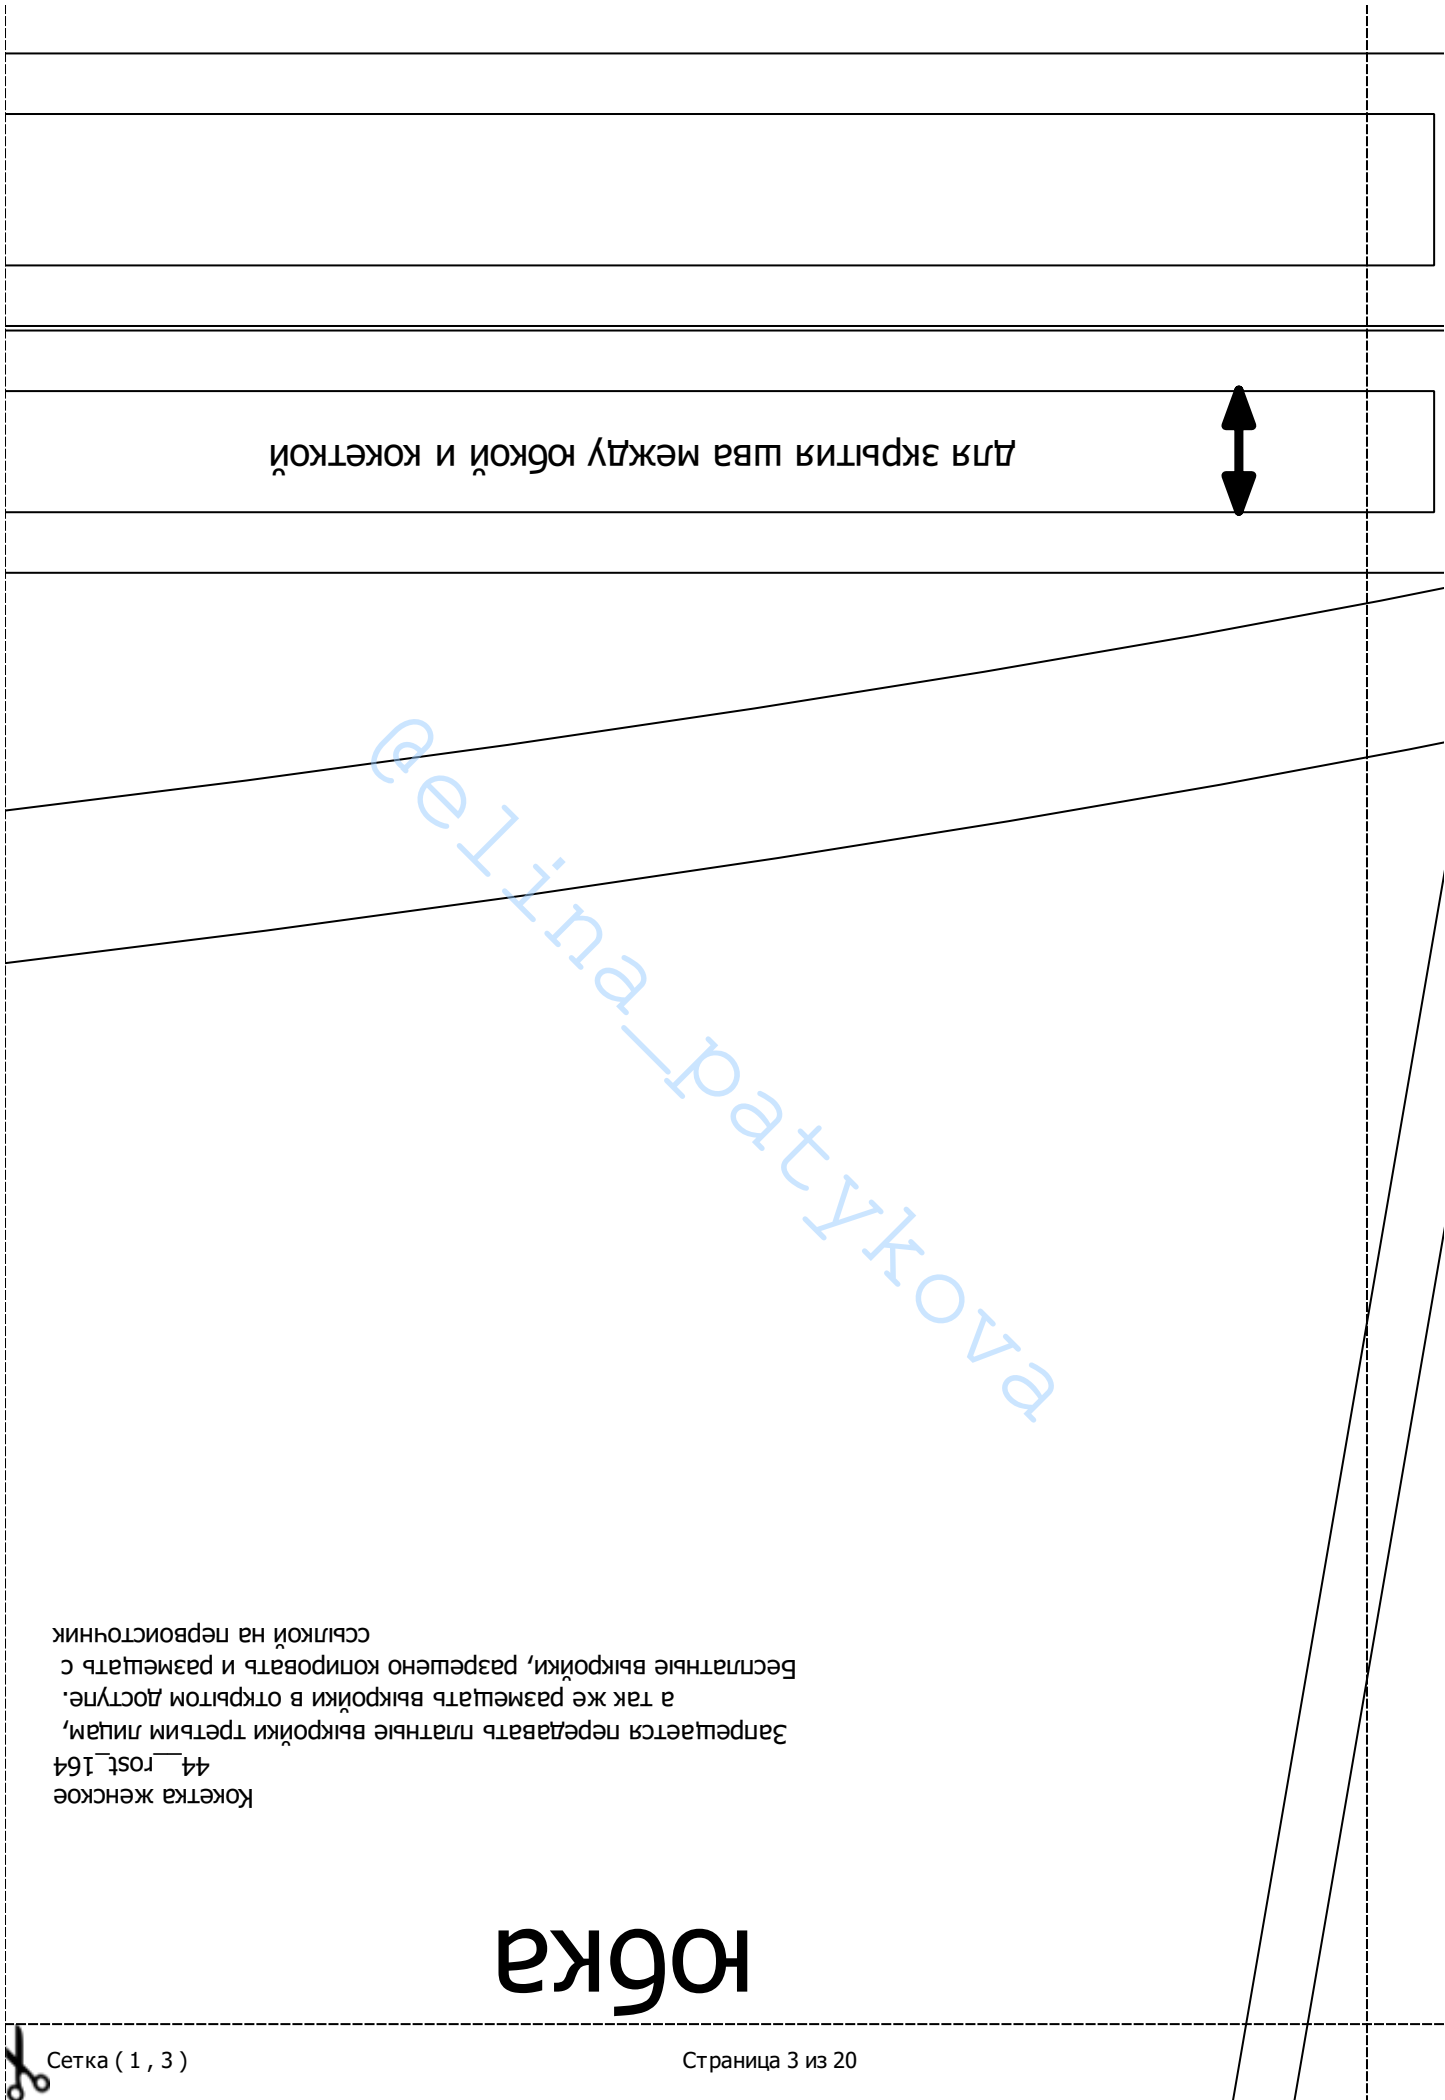 для зкрытия шва между юбкой и кокеткой
@elina_patykova
юбка
Кокетка женское
44__rost_164
Запрещается передавать платные выкройки третьим лицам,
а так же размещать выкройки в открытом доступе.
Бесплатные выкройки, разрешено копировать и размещать с
ссылкой на первоисточник
Сетка ( 1 , 3 )
Страница 3 из 20